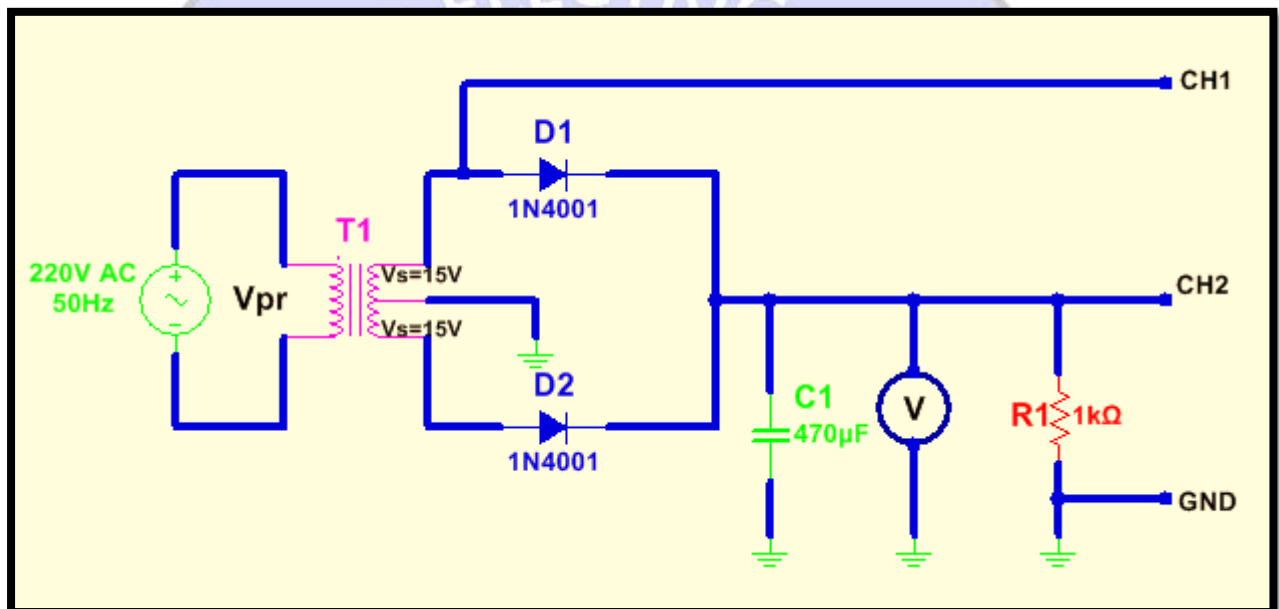 CH1
D1
1N4001
T1
220V AC
50Hz
Vpr
Vs=15V
Vs=15V
CH2
D2
1N4001
C1
470µF
V
R1
1kΩ
GND